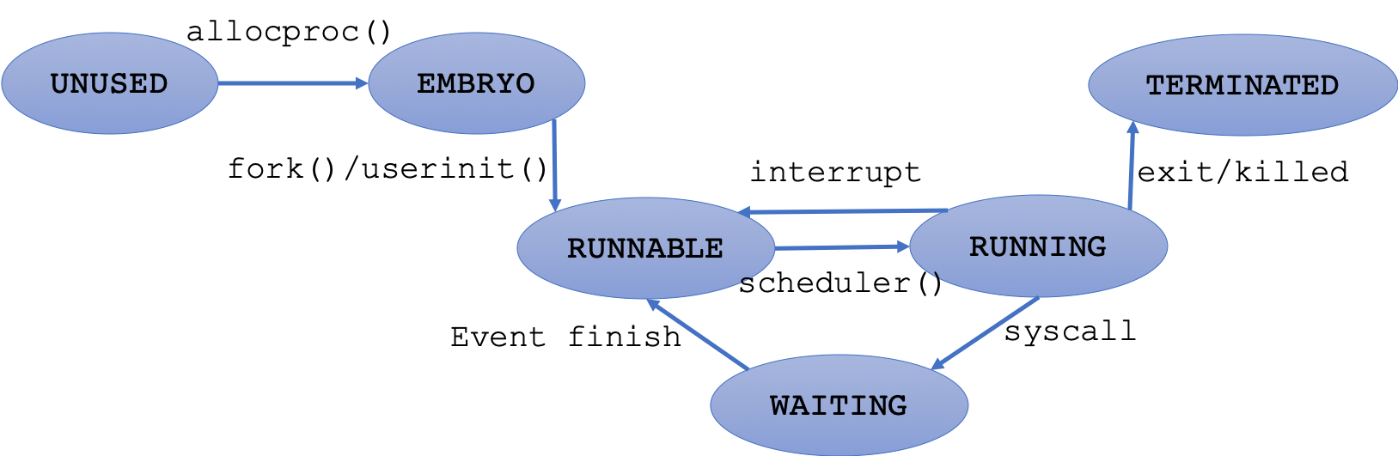 allocproc()
UNUSED
EMBRYO
TERMINATED
fork()/userinit()
interrupt
exit/killed
RUNNABLE
RUNNING
scheduler()
Event finish
syscall
WAITING